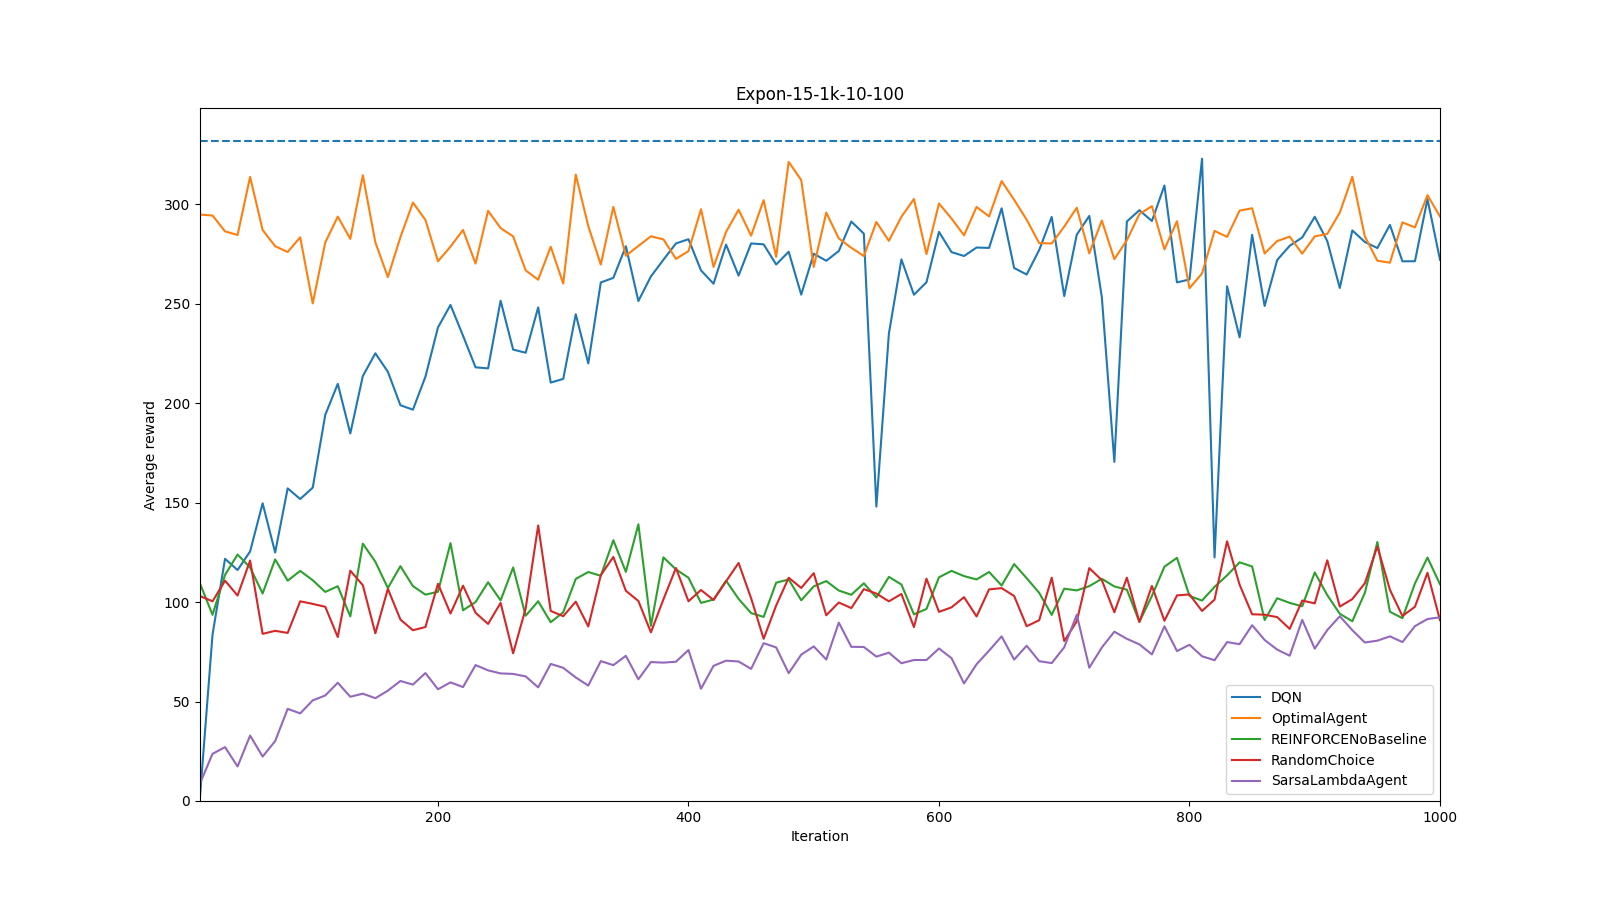 Expon-15-1k-10-100
Average reward
300
250
200
150
100
50
0
200
400
600
800
1000
Iteration
DQN
OptimalAgent
REINFORCENoBaseline
RandomChoice
SarsaLambdaAgent